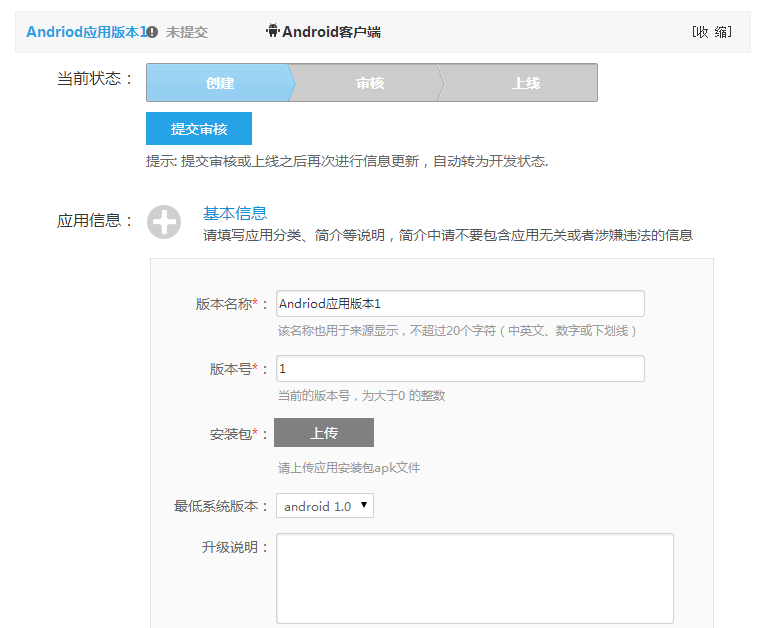 Andriod应用版本1 未提交 Android客户端 [收 缩]
当前状态： 创建 审核 上线
提交审核
提示: 提交审核或上线之后再次进行信息更新，自动转为开发状态.
应用信息： 基本信息
请填写应用分类、简介等说明，简介中请不要包含应用无关或者涉嫌违法的信息
版本名称*： Andriod应用版本1
该名称也用于来源显示，不超过20个字符（中英文、数字或下划线）
版本号*： 1
当前的版本号，为大于0 的整数
安装包*： 上传
请上传应用安装包apk文件
最低系统版本： android 1.0
升级说明：